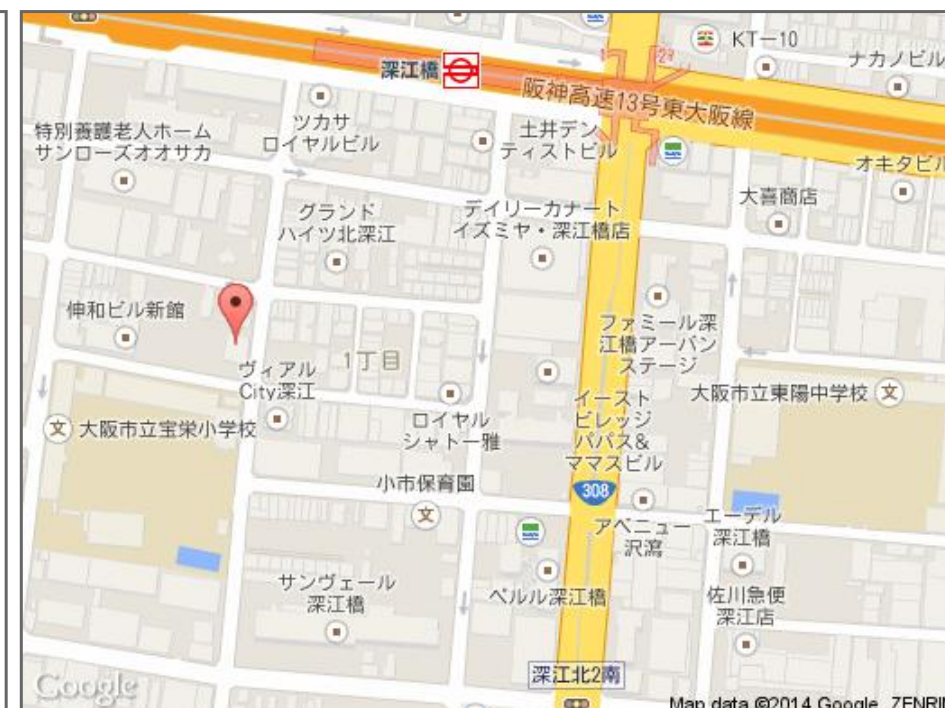 KT-10
ナカノビル
深江橋
阪神高速13号東大阪線
特別養護老人ホーム
サンローズオオサカ
ツカサ
ロイヤルビル
土井デン
ティストビル
オキタビル
大喜商店
グランド
ハイツ北深江
デイリーカナート
イズミヤ・深江橋店
伸和ビル新館
ファミール深
江橋アーバン
ステージ
ヴィアル
City深江
1丁目
大阪市立東陽中学校
文
イースト
ビレッジ
パパス&
ママスビル
ロイヤル
シャトー雅
文
大阪市立宝栄小学校
小市保育園
文
308
アベニュー
沢瀉
エーデル
深江橋
サンヴェール
深江橋
ベルル深江橋
佐川急便
深江店
深江北2南
Google
Map data ©2014 Google, ZENRI